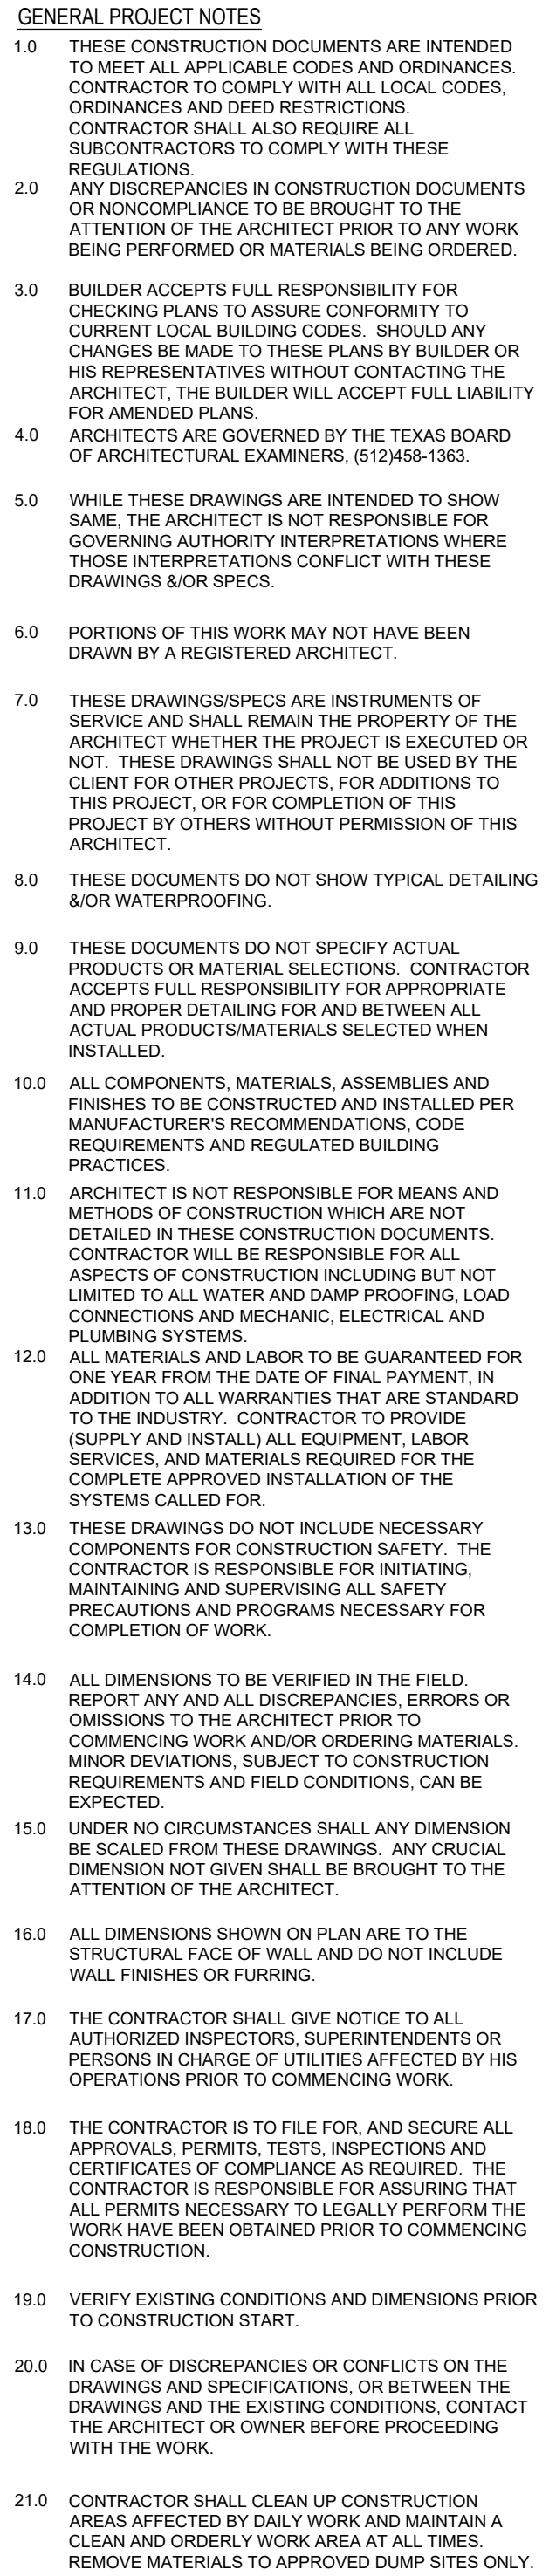 GENERAL PROJECT NOTES
1.0 THESE CONSTRUCTION DOCUMENTS ARE INTENDED
TO MEET ALL APPLICABLE CODES AND ORDINANCES.
CONTRACTOR TO COMPLY WITH ALL LOCAL CODES,
ORDINANCES AND DEED RESTRICTIONS.
CONTRACTOR SHALL ALSO REQUIRE ALL
SUBCONTRACTORS TO COMPLY WITH THESE
REGULATIONS.
2.0 ANY DISCREPANCIES IN CONSTRUCTION DOCUMENTS
OR NONCOMPLIANCE TO BE BROUGHT TO THE
ATTENTION OF THE ARCHITECT PRIOR TO ANY WORK
BEING PERFORMED OR MATERIALS BEING ORDERED.
3.0 BUILDER ACCEPTS FULL RESPONSIBILITY FOR
CHECKING PLANS TO ASSURE CONFORMITY TO
CURRENT LOCAL BUILDING CODES. SHOULD ANY
CHANGES BE MADE TO THESE PLANS BY BUILDER OR
HIS REPRESENTATIVES WITHOUT CONTACTING THE
ARCHITECT, THE BUILDER WILL ACCEPT FULL LIABILITY
FOR AMENDED PLANS.
4.0 ARCHITECTS ARE GOVERNED BY THE TEXAS BOARD
OF ARCHITECTURAL EXAMINERS, (512)458-1363.
5.0 WHILE THESE DRAWINGS ARE INTENDED TO SHOW
SAME, THE ARCHITECT IS NOT RESPONSIBLE FOR
GOVERNING AUTHORITY INTERPRETATIONS WHERE
THOSE INTERPRETATIONS CONFLICT WITH THESE
DRAWINGS &/OR SPECS.
6.0 PORTIONS OF THIS WORK MAY NOT HAVE BEEN
DRAWN BY A REGISTERED ARCHITECT.
7.0 THESE DRAWINGS/SPECS ARE INSTRUMENTS OF
SERVICE AND SHALL REMAIN THE PROPERTY OF THE
ARCHITECT WHETHER THE PROJECT IS EXECUTED OR
NOT. THESE DRAWINGS SHALL NOT BE USED BY THE
CLIENT FOR OTHER PROJECTS, FOR ADDITIONS TO
THIS PROJECT, OR FOR COMPLETION OF THIS
PROJECT BY OTHERS WITHOUT PERMISSION OF THIS
ARCHITECT.
8.0 THESE DOCUMENTS DO NOT SHOW TYPICAL DETAILING
&/OR WATERPROOFING.
9.0 THESE DOCUMENTS DO NOT SPECIFY ACTUAL
PRODUCTS OR MATERIAL SELECTIONS. CONTRACTOR
ACCEPTS FULL RESPONSIBILITY FOR APPROPRIATE
AND PROPER DETAILING FOR AND BETWEEN ALL
ACTUAL PRODUCTS/MATERIALS SELECTED WHEN
INSTALLED.
10.0 ALL COMPONENTS, MATERIALS, ASSEMBLIES AND
FINISHES TO BE CONSTRUCTED AND INSTALLED PER
MANUFACTURER'S RECOMMENDATIONS, CODE
REQUIREMENTS AND REGULATED BUILDING
PRACTICES.
11.0 ARCHITECT IS NOT RESPONSIBLE FOR MEANS AND
METHODS OF CONSTRUCTION WHICH ARE NOT
DETAILED IN THESE CONSTRUCTION DOCUMENTS.
CONTRACTOR WILL BE RESPONSIBLE FOR ALL
ASPECTS OF CONSTRUCTION INCLUDING BUT NOT
LIMITED TO ALL WATER AND DAMP PROOFING, LOAD
CONNECTIONS AND MECHANIC, ELECTRICAL AND
PLUMBING SYSTEMS.
12.0 ALL MATERIALS AND LABOR TO BE GUARANTEED FOR
ONE YEAR FROM THE DATE OF FINAL PAYMENT, IN
ADDITION TO ALL WARRANTIES THAT ARE STANDARD
TO THE INDUSTRY. CONTRACTOR TO PROVIDE
(SUPPLY AND INSTALL) ALL EQUIPMENT, LABOR
SERVICES, AND MATERIALS REQUIRED FOR THE
COMPLETE APPROVED INSTALLATION OF THE
SYSTEMS CALLED FOR.
13.0 THESE DRAWINGS DO NOT INCLUDE NECESSARY
COMPONENTS FOR CONSTRUCTION SAFETY. THE
CONTRACTOR IS RESPONSIBLE FOR INITIATING,
MAINTAINING AND SUPERVISING ALL SAFETY
PRECAUTIONS AND PROGRAMS NECESSARY FOR
COMPLETION OF WORK.
14.0 ALL DIMENSIONS TO BE VERIFIED IN THE FIELD.
REPORT ANY AND ALL DISCREPANCIES, ERRORS OR
OMISSIONS TO THE ARCHITECT PRIOR TO
COMMENCING WORK AND/OR ORDERING MATERIALS.
MINOR DEVIATIONS, SUBJECT TO CONSTRUCTION
REQUIREMENTS AND FIELD CONDITIONS, CAN BE
EXPECTED.
15.0 UNDER NO CIRCUMSTANCES SHALL ANY DIMENSION
BE SCALED FROM THESE DRAWINGS. ANY CRUCIAL
DIMENSION NOT GIVEN SHALL BE BROUGHT TO THE
ATTENTION OF THE ARCHITECT.
16.0 ALL DIMENSIONS SHOWN ON PLAN ARE TO THE
STRUCTURAL FACE OF WALL AND DO NOT INCLUDE
WALL FINISHES OR FURRING.
17.0 THE CONTRACTOR SHALL GIVE NOTICE TO ALL
AUTHORIZED INSPECTORS, SUPERINTENDENTS OR
PERSONS IN CHARGE OF UTILITIES AFFECTED BY HIS
OPERATIONS PRIOR TO COMMENCING WORK.
18.0 THE CONTRACTOR IS TO FILE FOR, AND SECURE ALL
APPROVALS, PERMITS, TESTS, INSPECTIONS AND
CERTIFICATES OF COMPLIANCE AS REQUIRED. THE
CONTRACTOR IS RESPONSIBLE FOR ASSURING THAT
ALL PERMITS NECESSARY TO LEGALLY PERFORM THE
WORK HAVE BEEN OBTAINED PRIOR TO COMMENCING
CONSTRUCTION.
19.0 VERIFY EXISTING CONDITIONS AND DIMENSIONS PRIOR
TO CONSTRUCTION START.
20.0 IN CASE OF DISCREPANCIES OR CONFLICTS ON THE
DRAWINGS AND SPECIFICATIONS, OR BETWEEN THE
DRAWINGS AND THE EXISTING CONDITIONS, CONTACT
THE ARCHITECT OR OWNER BEFORE PROCEEDING
WITH THE WORK.
21.0 CONTRACTOR SHALL CLEAN UP CONSTRUCTION
AREAS AFFECTED BY DAILY WORK AND MAINTAIN A
CLEAN AND ORDERLY WORK AREA AT ALL TIMES.
REMOVE MATERIALS TO APPROVED DUMP SITES ONLY.